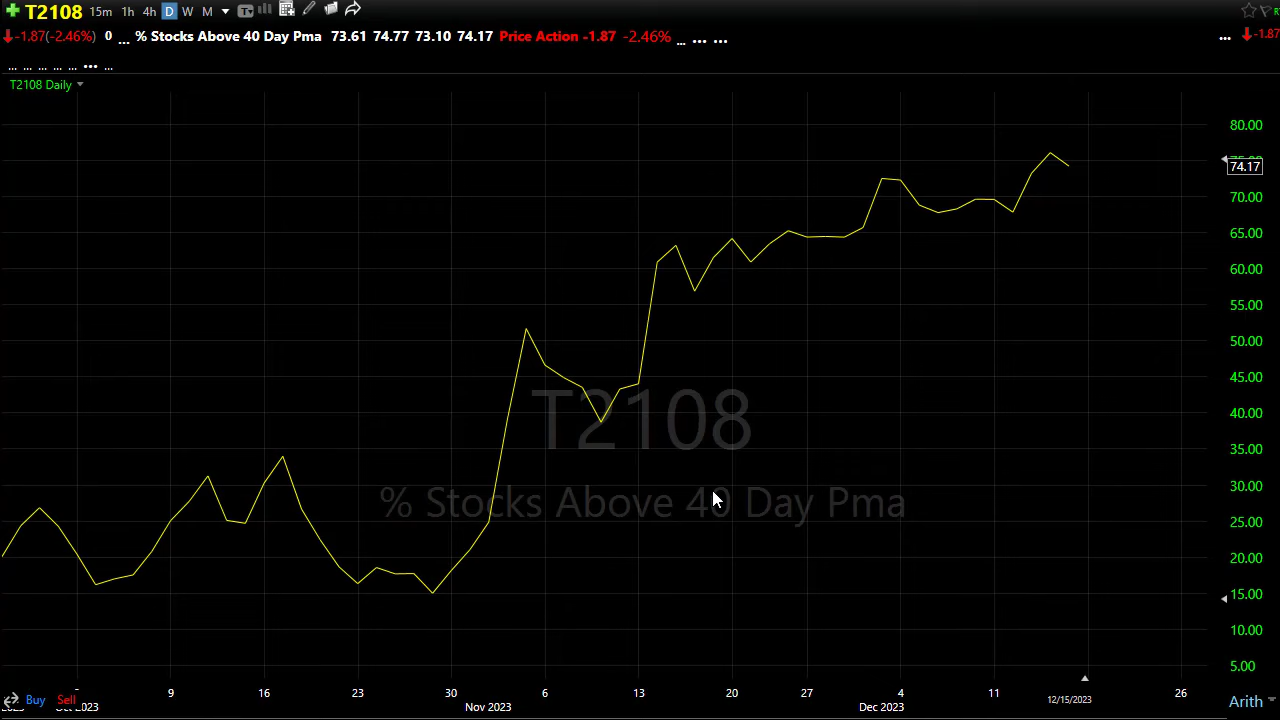 T2108 15m 1h 4h D W M
-1.87(-2.46%) 0 ... % Stocks Above 40 Day Pma 73.61 74.77 73.10 74.17 Price Action -1.87 -2.46% ... ... ... ... -1.87
... ... ... ... ... ... ...
T2108 Daily
80.00
74.17
70.00
65.00
60.00
55.00
50.00
45.00
40.00
T2108
35.00
30.00
% Stocks Above 40 Day Pma
25.00
20.00
15.00
10.00
5.00
Buy Sell 9 16 23 30 6 13 20 27 4 11 12/15/2023 26 Arith
2023 Nov 2023 Dec 2023